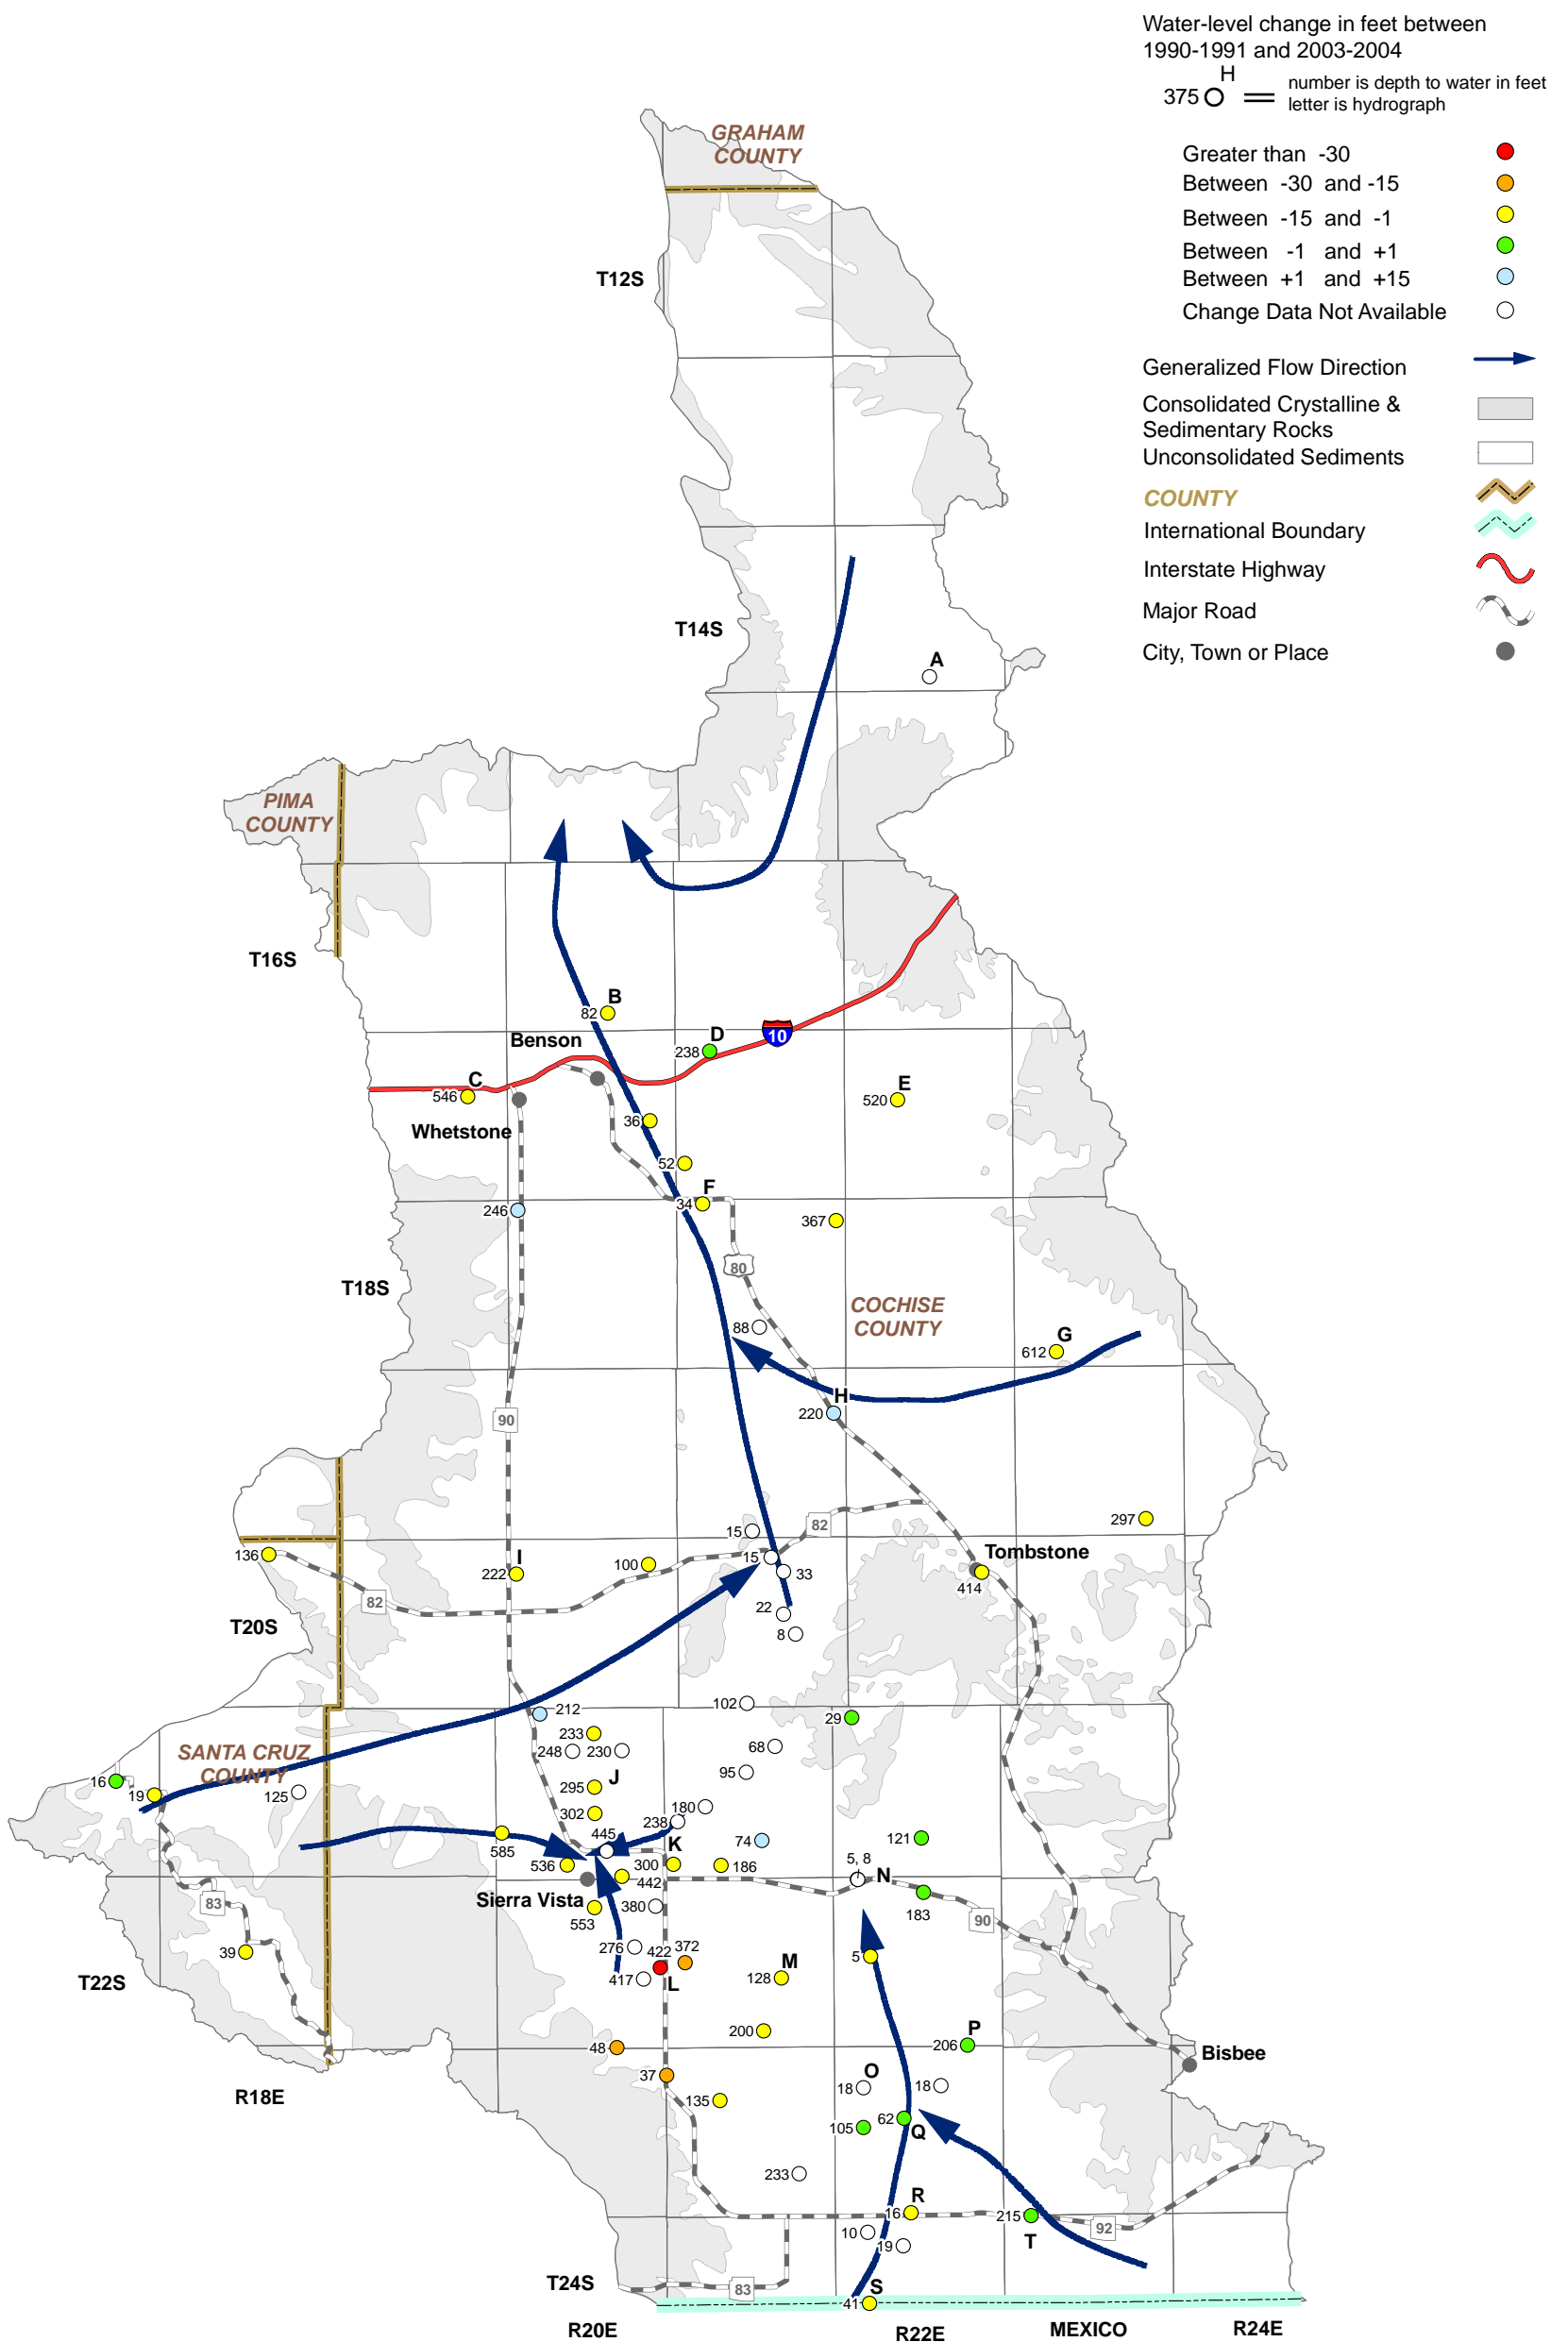 Water-level change in feet between
1990-1991 and 2003-2004
H
375
number is depth to water in feet
letter is hydrograph
Greater than -30
Between -30 and -15
Between -15 and -1
Between -1 and +1
Between +1 and +15
Change Data Not Available
Generalized Flow Direction
Consolidated Crystalline &
Sedimentary Rocks
Unconsolidated Sediments
COUNTY
International Boundary
Interstate Highway
Major Road
City, Town or Place
GRAHAM
COUNTY
T12S
T14S
A
PIMA
COUNTY
T16S
B
82
Benson
D
10
238
C
546
E
520
Whetstone
36
52
F
34
246
367
80
T18S
COCHISE
COUNTY
88
G
612
H
220
90
297
15
82
136
I
222
100
15
33
Tombstone
414
82
22
T20S
8
102
212
29
233
SANTA CRUZ
COUNTY
248
230
68
16
19
125
295
J
95
302
180
238
445
K
74
121
585
536
300
186
5, 8
N
442
Sierra Vista
183
83
380
90
553
39
276
422
372
5
T22S
417
L
128
M
200
P
206
48
Bisbee
37
O
18
18
R18E
135
105
62
Q
233
R
16
215
92
10
T
19
T24S
83
S
41
R20E
R22E
MEXICO
R24E